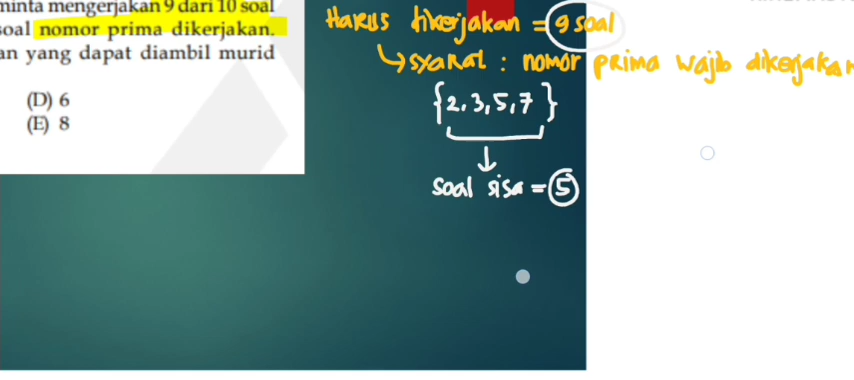 minta mengerjakan 9 dari 10 soal
soal nomor prima dikerjakan.
an yang dapat diambil murid
(D) 6
(E) 8
Harus dikerjakan = 9 soal
↳ syarat : nomor prima wajib dikerjakan
{2, 3, 5, 7}
↓
soal sisa = 5